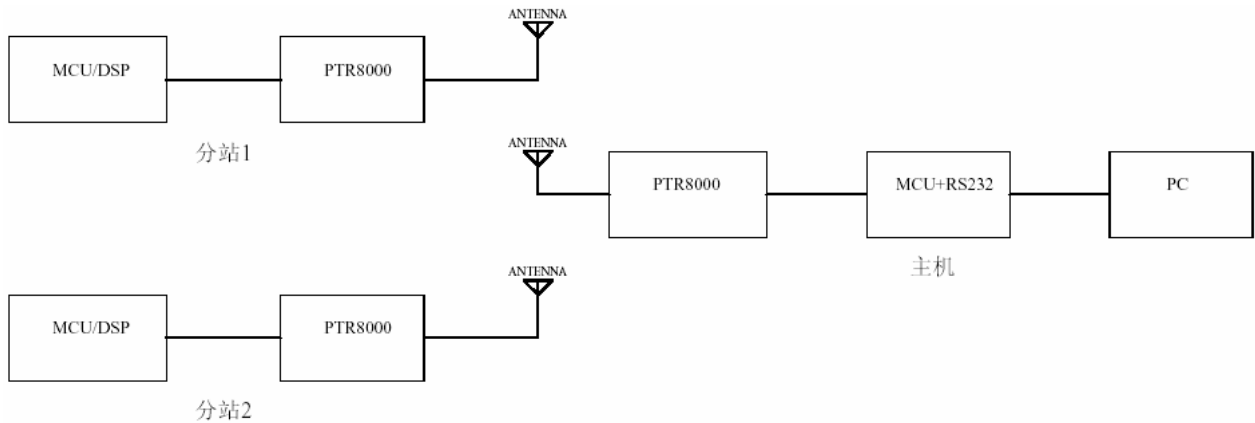 ANTENNA
MCU/DSP
PTR8000
分站1
ANTENNA
PTR8000
MCU+RS232
PC
主机
ANTENNA
MCU/DSP
PTR8000
分站2